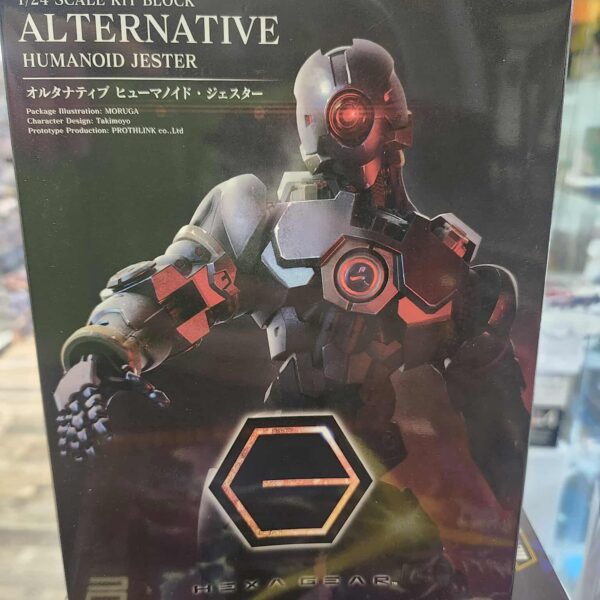 1/24 SCALE KIT BLOCK
ALTERNATIVE
HUMANOID JESTER
オルタナティブ ヒューマノイド・ジェスター
Package Illustration: MORUGA
Character Design: Takimoyo
Prototype Production: PROTHLINK co.,Ltd
HEXA GEAR